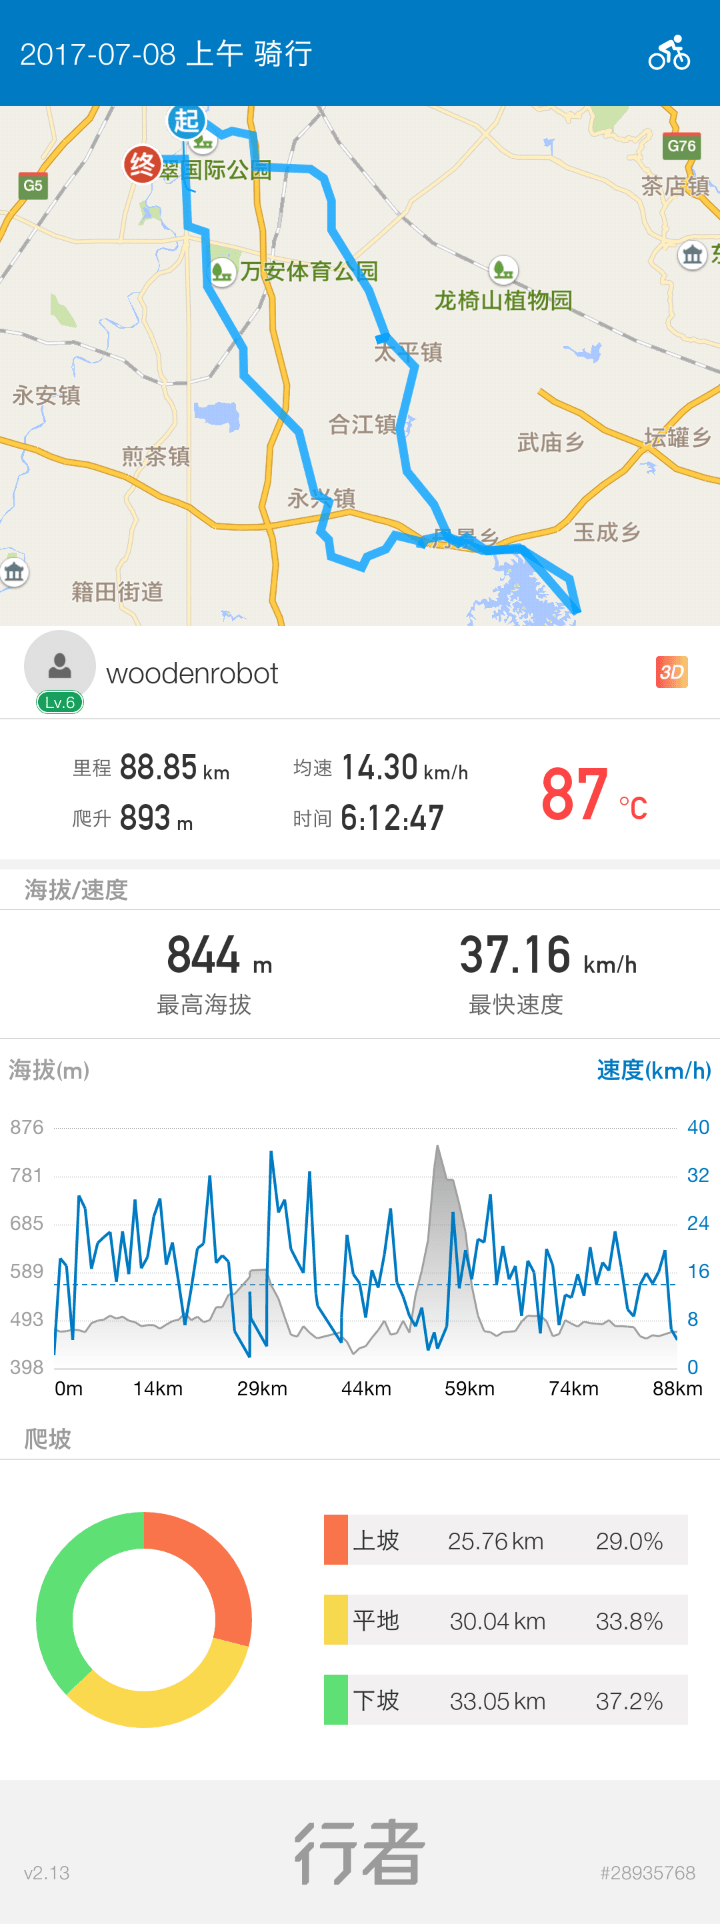 2017-07-08 上午 骑行
起
终
翠国际公园
G5
G76
茶店镇
万安体育公园
龙椅山植物园
太平镇
永安镇
合江镇
武庙乡
坛罐乡
煎茶镇
永兴镇
丹景乡
玉成乡
籍田街道
woodenrobot
Lv.6
3D
里程 88.85 km
均速 14.30 km/h
87 °C
爬升 893 m
时间 6:12:47
海拔/速度
844 m
37.16 km/h
最高海拔
最快速度
海拔(m)
速度(km/h)
876 40
781 32
685 24
589 16
493 8
398 0
0m 14km 29km 44km 59km 74km 88km
爬坡
上坡 25.76 km 29.0%
平地 30.04 km 33.8%
下坡 33.05 km 37.2%
行者
v2.13
#28935768